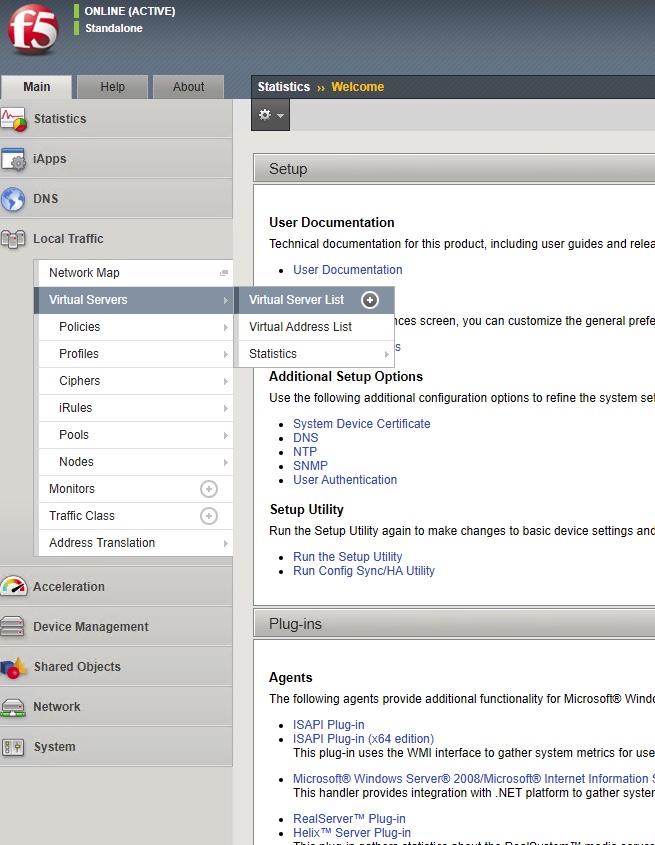 f5
ONLINE (ACTIVE)
Standalone
Main
Help
About
Statistics ›› Welcome
Statistics
iApps
DNS
Local Traffic
Network Map
Virtual Servers
Policies
Profiles
Ciphers
iRules
Pools
Nodes
Monitors
Traffic Class
Address Translation
Virtual Server List
Virtual Address List
Statistics
Acceleration
Device Management
Shared Objects
Network
System
Setup
User Documentation
Technical documentation for this product, including user guides and relea
User Documentation
nces screen, you can customize the general prefe
s
Additional Setup Options
Use the following additional configuration options to refine the system se
System Device Certificate
DNS
NTP
SNMP
User Authentication
Setup Utility
Run the Setup Utility again to make changes to basic device settings and
Run the Setup Utility
Run Config Sync/HA Utility
Plug-ins
Agents
The following agents provide additional functionality for Microsoft® Wind
ISAPI Plug-in
ISAPI Plug-in (x64 edition)
This plug-in uses the WMI interface to gather system metrics for use
Microsoft® Windows Server® 2008/Microsoft® Internet Information S
This handler provides integration with .NET platform to gather syster
RealServer™ Plug-in
Helix™ Server Plug-in